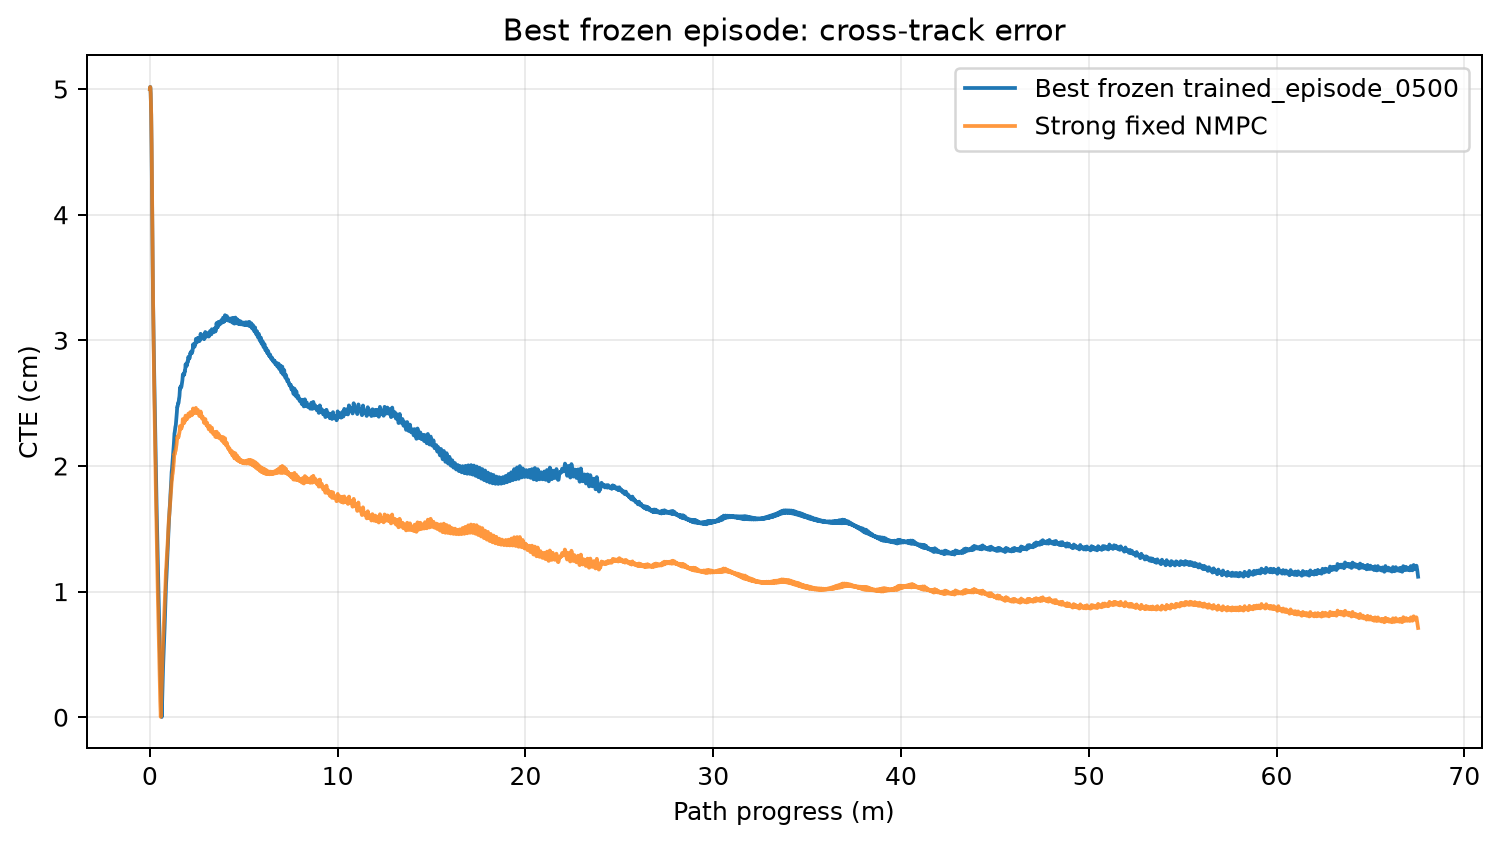 Best frozen episode: cross-track error
Best frozen trained_episode_0500
Strong fixed NMPC
CTE (cm)
5
4
3
2
1
0
0 10 20 30 40 50 60 70
Path progress (m)